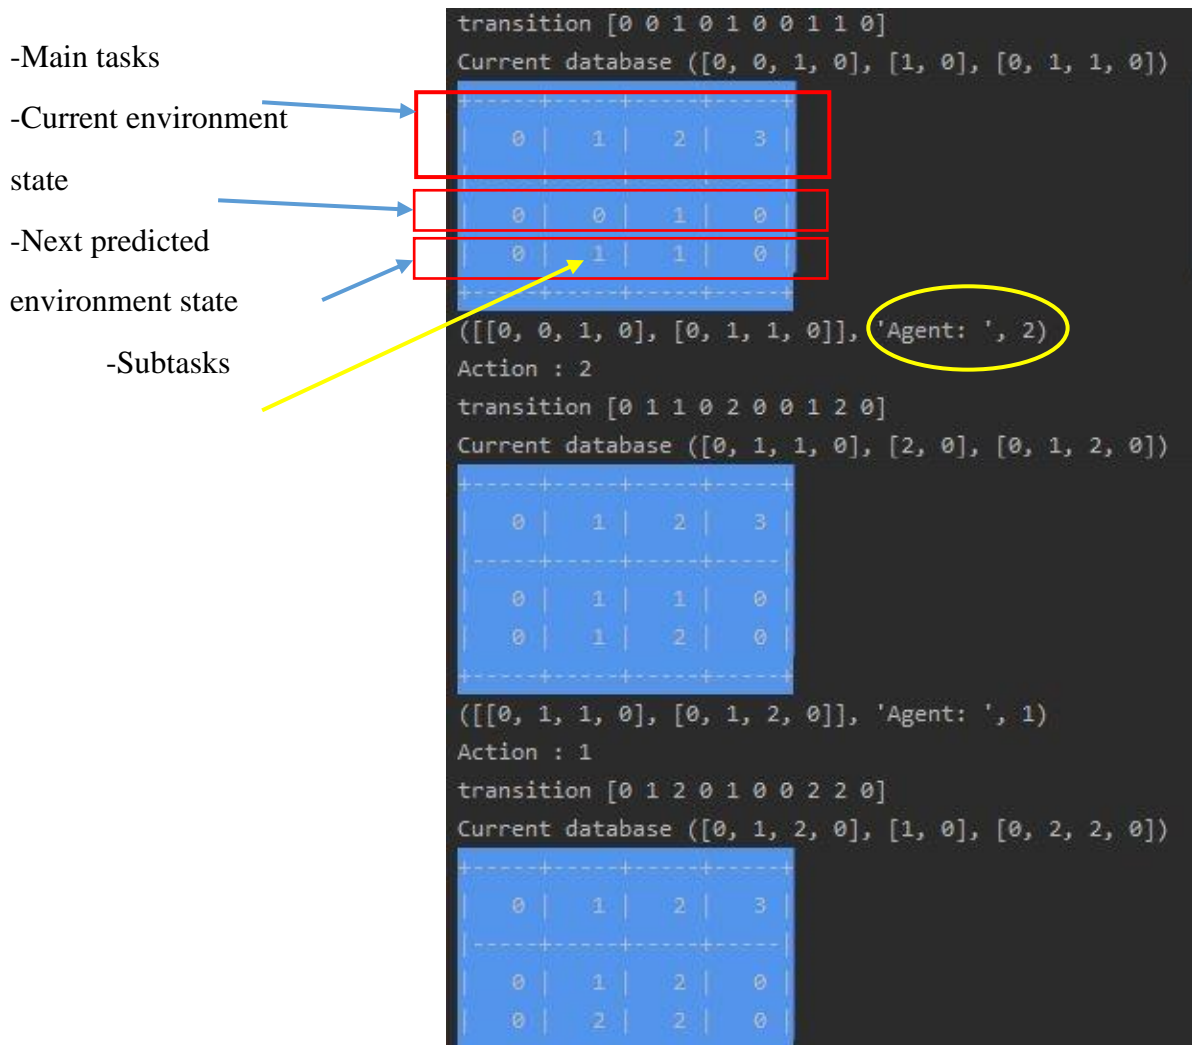 -Main tasks
-Current environment
state
-Next predicted
environment state
-Subtasks
transition [0 0 1 0 1 0 0 1 1 0]
Current database ([0, 0, 1, 0], [1, 0], [0, 1, 1, 0])
+-----+-----+-----+-----+
| 0 | 1 | 2 | 3 |
|-----+-----+-----+-----|
| 0 | 0 | 1 | 0 |
| 0 | 1 | 1 | 0 |
+-----+-----+-----+-----+
([[0, 0, 1, 0], [0, 1, 1, 0]], 'Agent: ', 2)
Action : 2
transition [0 1 1 0 2 0 0 1 2 0]
Current database ([0, 1, 1, 0], [2, 0], [0, 1, 2, 0])
+-----+-----+-----+-----+
| 0 | 1 | 2 | 3 |
|-----+-----+-----+-----|
| 0 | 1 | 1 | 0 |
| 0 | 1 | 2 | 0 |
+-----+-----+-----+-----+
([[0, 1, 1, 0], [0, 1, 2, 0]], 'Agent: ', 1)
Action : 1
transition [0 1 2 0 1 0 0 2 2 0]
Current database ([0, 1, 2, 0], [1, 0], [0, 2, 2, 0])
+-----+-----+-----+-----+
| 0 | 1 | 2 | 3 |
|-----+-----+-----+-----|
| 0 | 1 | 2 | 0 |
| 0 | 2 | 2 | 0 |